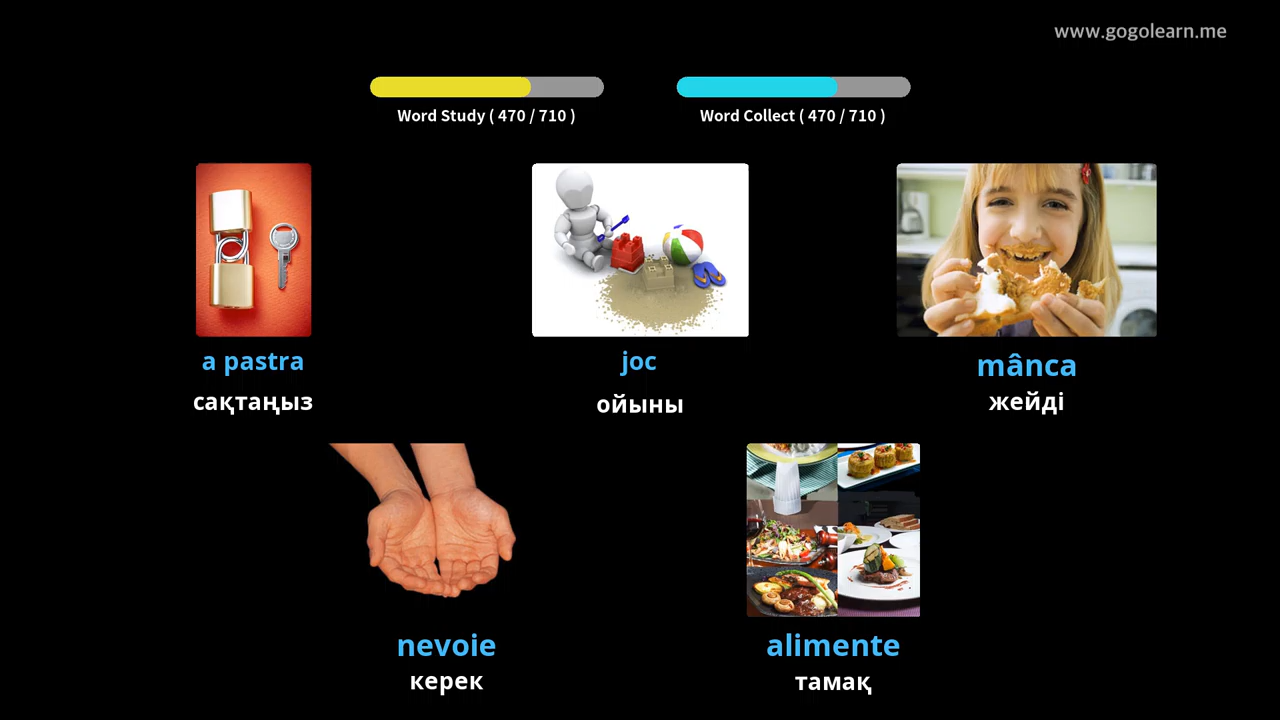 www.gogolearn.me
Word Study ( 470 / 710 )
Word Collect ( 470 / 710 )
a pastra
сақтаңыз
joc
ойыны
mânca
жейді
nevoie
керек
alimente
тамақ